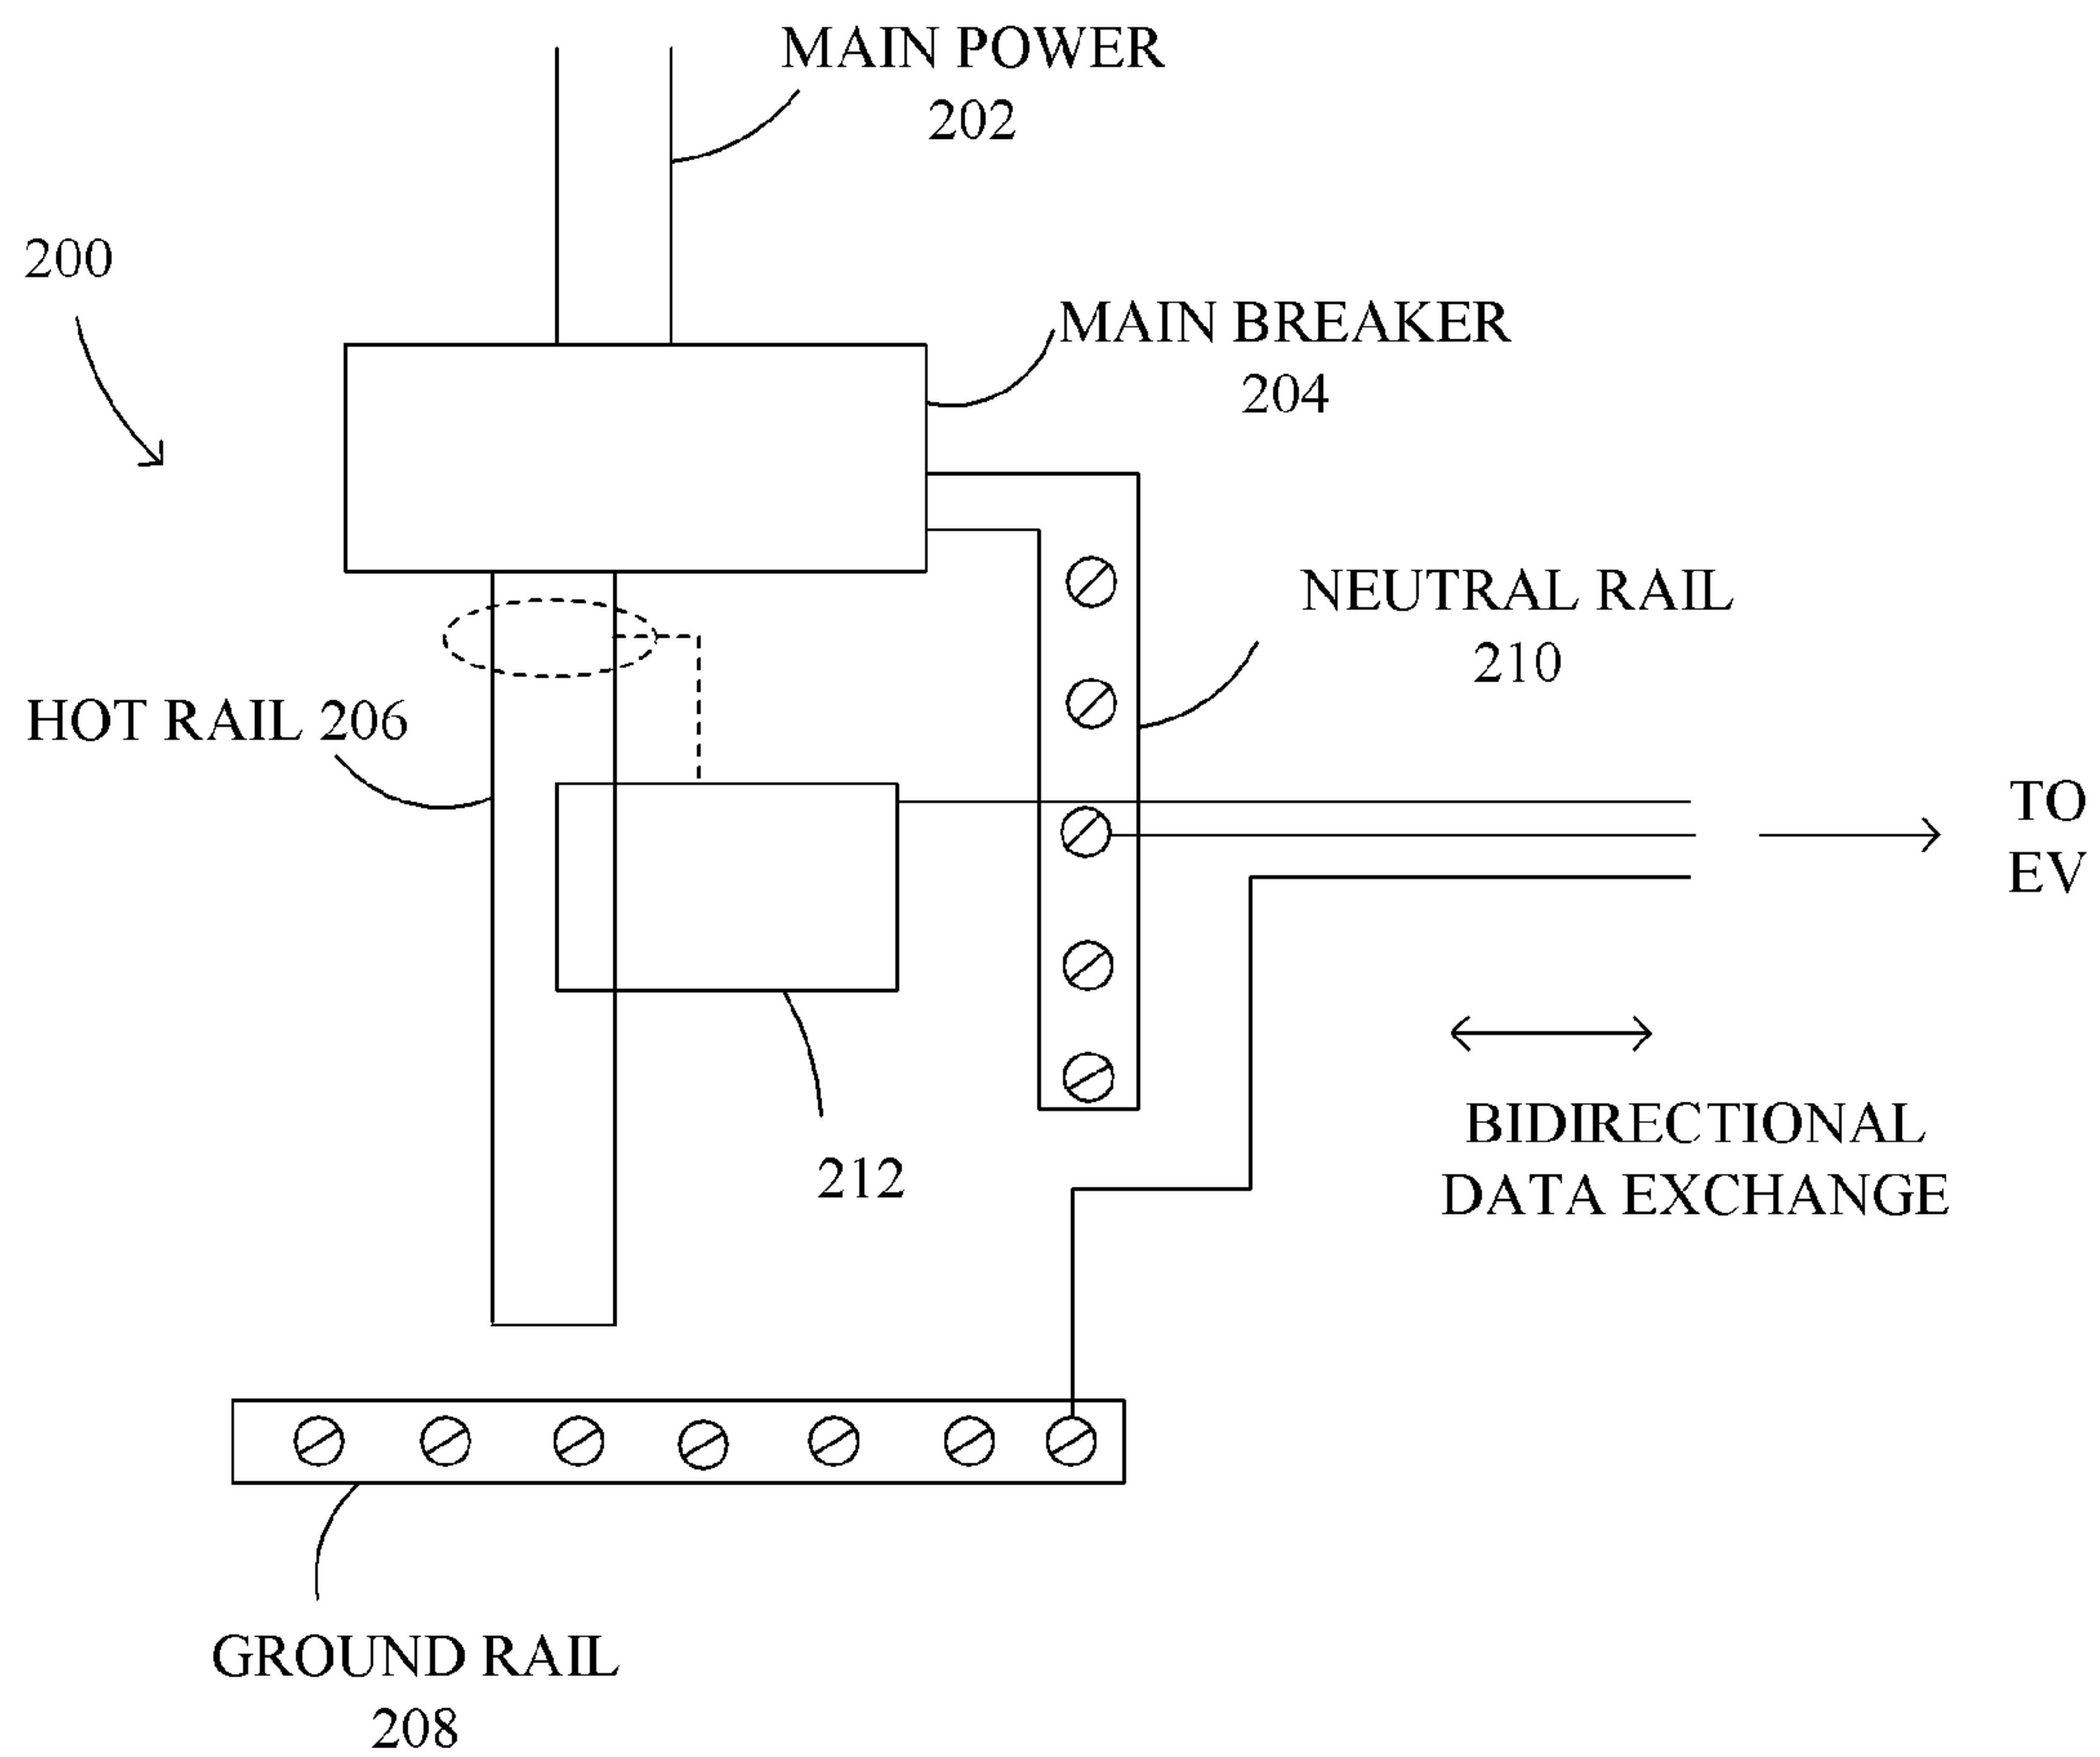 MAIN POWER
202
200
MAIN BREAKER
204
NEUTRAL RAIL
210
HOT RAIL 206
TO
EV
BIDIRECTIONAL
DATA EXCHANGE
212
GROUND RAIL
208